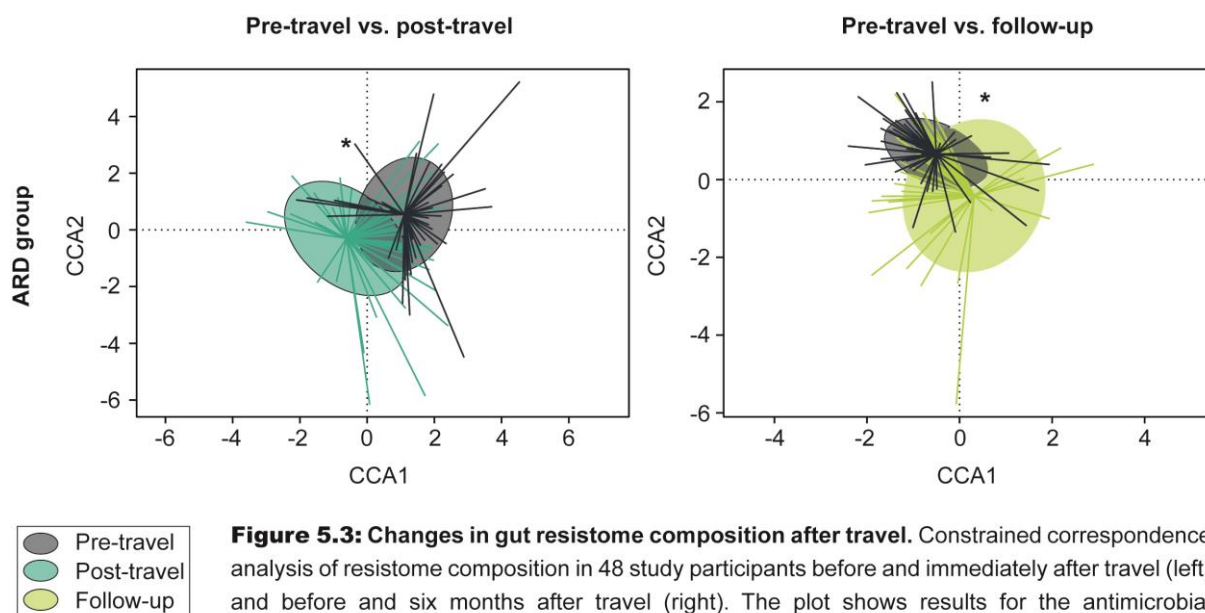 Pre-travel vs. post-travel
Pre-travel vs. follow-up
ARD group
CCA2
4
2
0
-2
-4
-6
-6 -4 -2 0 2 4 6
CCA1
*
CCA2
2
0
-2
-4
-6
-4 -2 0 2 4
CCA1
*
Pre-travel
Post-travel
Follow-up
Figure 5.3: Changes in gut resistome composition after travel. Constrained correspondence
analysis of resistome composition in 48 study participants before and immediately after travel (left
and before and six months after travel (right). The plot shows results for the antimicrobia